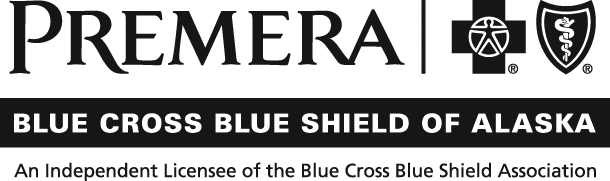 PREMERA
® ®
BLUE CROSS BLUE SHIELD OF ALASKA
An Independent Licensee of the Blue Cross Blue Shield Association